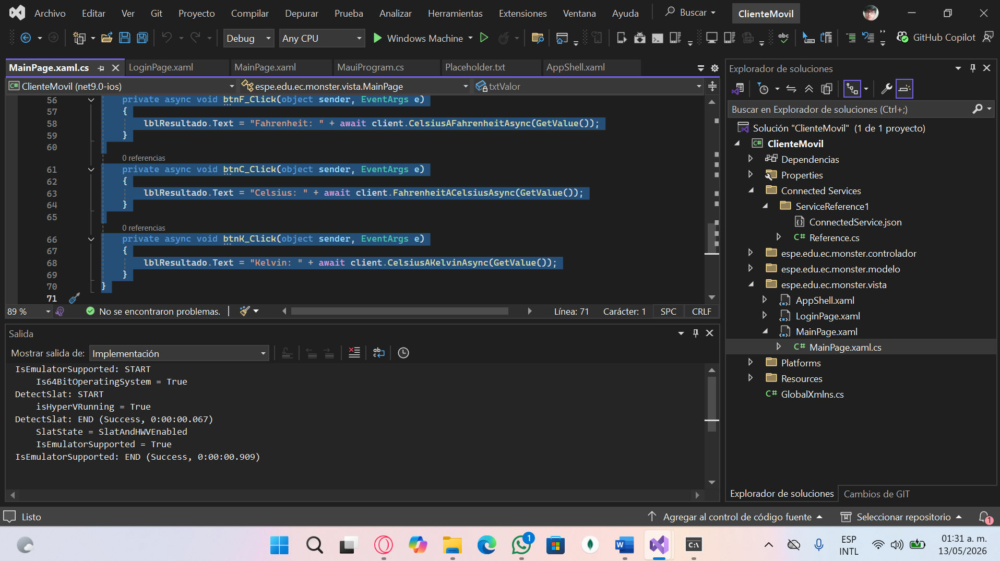 Archivo Editar Ver Git Proyecto Compilar Depurar Prueba Analizar Herramientas Extensiones Ventana Ayuda Buscar ClienteMovil
Debug Any CPU Windows Machine GitHub Copilot
MainPage.xaml.cs LoginPage.xaml MainPage.xaml MauiProgram.cs Placeholder.txt AppShell.xaml
ClienteMovil (net9.0-ios) espe.edu.ec.monster.vista.MainPage txtValor
56 private async void btnF_Click(object sender, EventArgs e)
57 {
58 lblResultado.Text = "Fahrenheit: " + await client.CelsiusAFahrenheitAsync(GetValue());
59 }
60
0 referencias
61 private async void btnC_Click(object sender, EventArgs e)
62 {
63 lblResultado.Text = "Celsius: " + await client.FahrenheitACelsiusAsync(GetValue());
64 }
65
0 referencias
66 private async void btnK_Click(object sender, EventArgs e)
67 {
68 lblResultado.Text = "Kelvin: " + await client.CelsiusAKelvinAsync(GetValue());
69 }
70 }
71
89 % No se encontraron problemas. Línea: 71 Carácter: 1 SPC CRLF
Salida
Mostrar salida de: Implementación
IsEmulatorSupported: START
Is64BitOperatingSystem = True
DetectSlat: START
isHyperVRunning = True
DetectSlat: END (Success, 0:00:00.067)
SlatState = SlatAndHWVEnabled
IsEmulatorSupported = True
IsEmulatorSupported: END (Success, 0:00:00.909)
Explorador de soluciones
Buscar en Explorador de soluciones (Ctrl+;)
Solución "ClienteMovil" (1 de 1 proyecto)
C# ClienteMovil
Dependencias
Properties
Connected Services
ServiceReference1
ConnectedService.json
C# Reference.cs
espe.edu.ec.monster.controlador
espe.edu.ec.monster.modelo
espe.edu.ec.monster.vista
AppShell.xaml
LoginPage.xaml
MainPage.xaml
C# MainPage.xaml.cs
Platforms
Resources
C# GlobalXmlns.cs
Explorador de soluciones Cambios de GIT
Listo Agregar al control de código fuente Seleccionar repositorio 1
1 ESP INTL 01:31 a. m.
13/05/2026